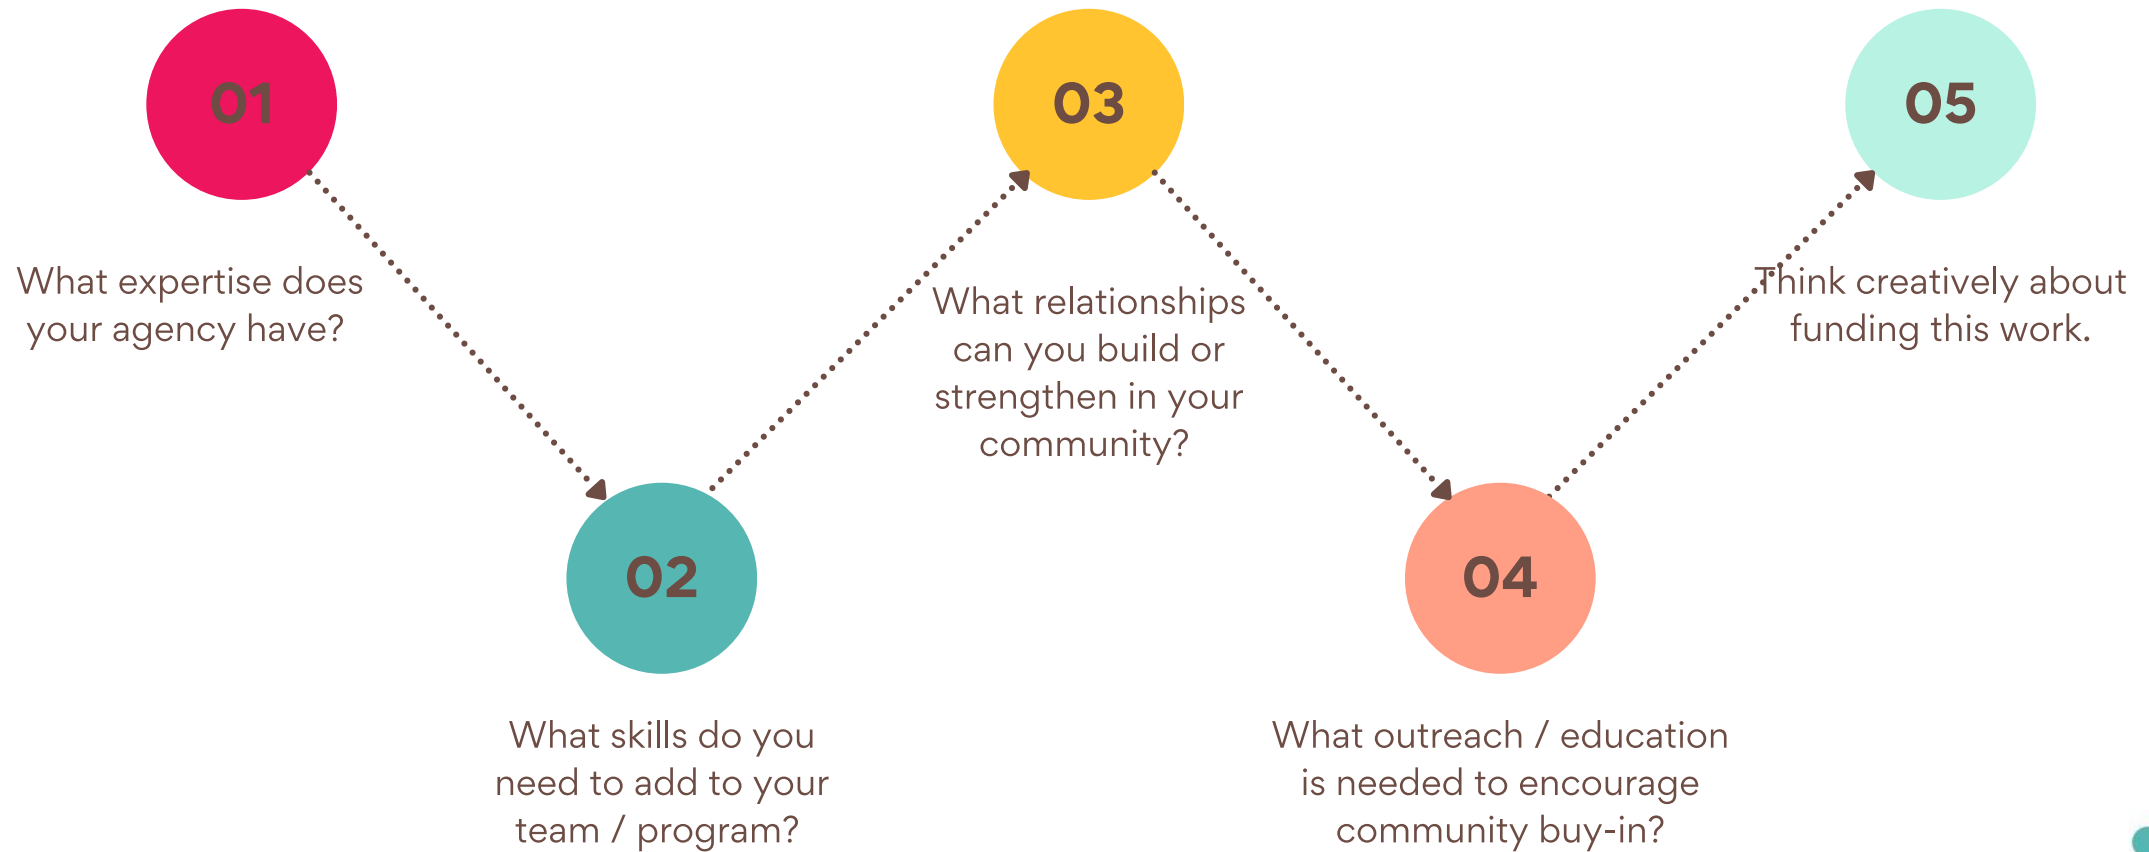 01
What expertise does
your agency have?
02
What skills do you
need to add to your
team / program?
03
What relationships
can you build or
strengthen in your
community?
04
What outreach / education
is needed to encourage
community buy-in?
05
Think creatively about
funding this work.